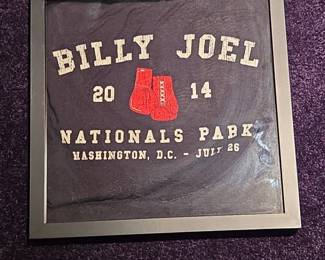 BILLY JOEL
20 14
NATIONALS PARK
WASHINGTON, D.C. - JULY 26